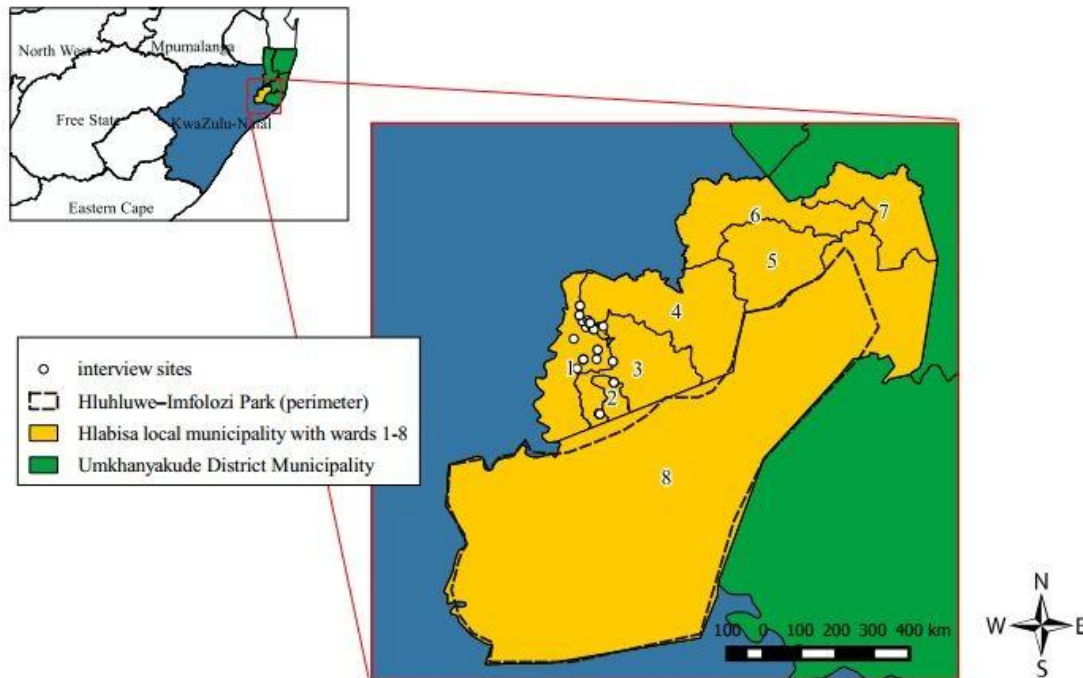 North West
Mpumalanga
Free State
KwaZulu-Natal
Eastern Cape
interview sites
Hluhluwe–Imfolozi Park (perimeter)
Hlabisa local municipality with wards 1-8
Umkhanyakude District Municipality
7
6
5
4
1
3
2
8
100 0 100 200 300 400 km
N
W E
S